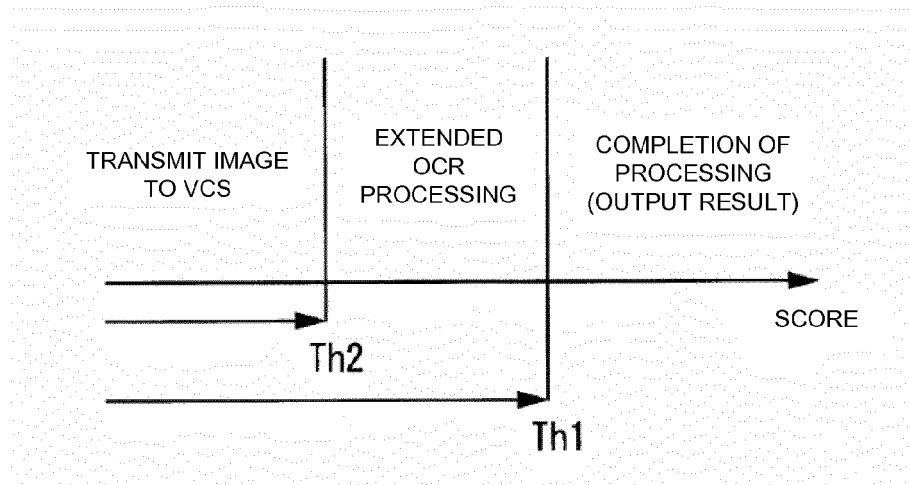 TRANSMIT IMAGE
TO VCS
EXTENDED
OCR
PROCESSING
COMPLETION OF
PROCESSING
(OUTPUT RESULT)
SCORE
Th2
Th1